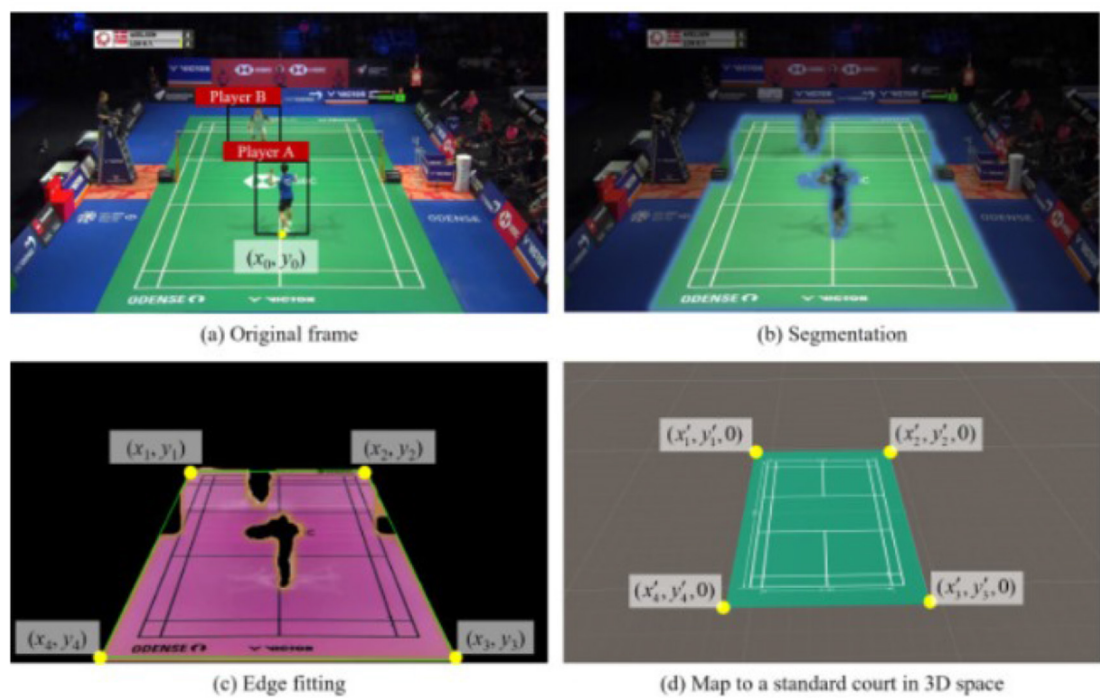 Player B
Player A
(x₀, y₀)
ODENSE
VICTOR
(a) Original frame
ODENSE
ODENSE
VICTOR
(b) Segmentation
(x₁, y₁)
(x₂, y₂)
(x₄, y₄)
(x₃, y₃)
ODENSE
VICTOR
(c) Edge fitting
(x′₁, y′₁, 0)
(x′₂, y′₂, 0)
(x′₄, y′₄, 0)
(x′₃, y′₃, 0)
(d) Map to a standard court in 3D space